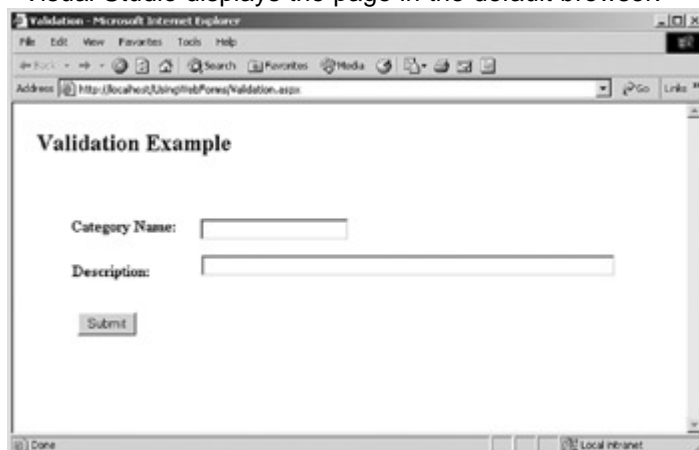 Visual Studio displays the page in the default browser.
Validation - Microsoft Internet Explorer
File Edit View Favorites Tools Help
Back Search Favorites Media
Address http://localhost/UsingWebForms/Validation.aspx Go Links »
Validation Example
Category Name:
Description:
Submit
Done Local intranet